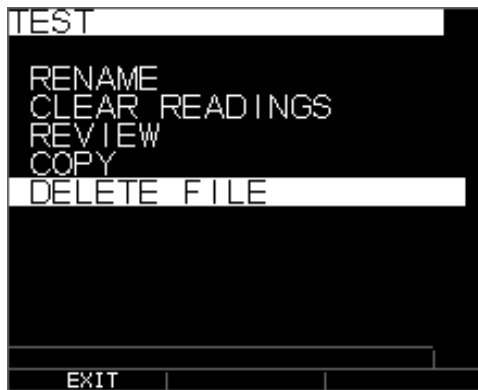 TEST
RENAME
CLEAR READINGS
REVIEW
COPY
DELETE FILE
EXIT